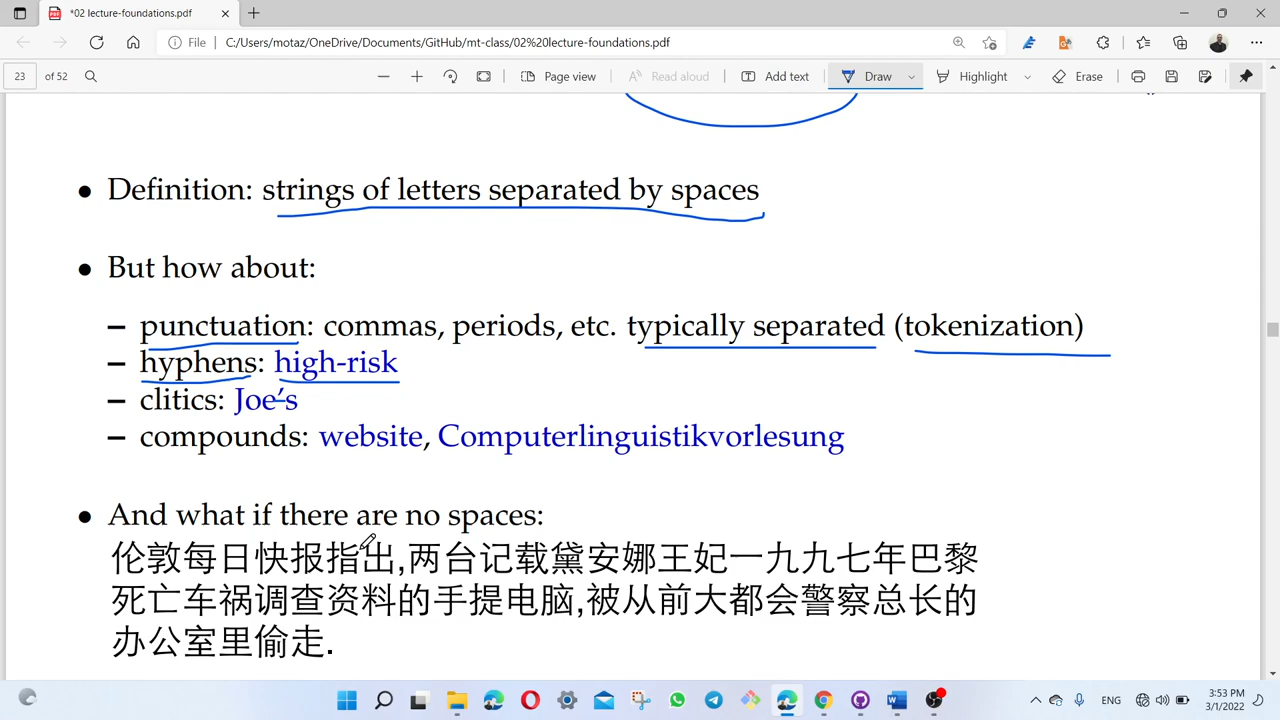 *02 lecture-foundations.pdf
File
C:/Users/motaz/OneDrive/Documents/GitHub/mt-class/02%20lecture-foundations.pdf
23 of 52
Page view
Read aloud
Add text
Draw
Highlight
Erase
• Definition: strings of letters separated by spaces
• But how about:
– punctuation: commas, periods, etc. typically separated (tokenization)
– hyphens: high-risk
– clitics: Joe’s
– compounds: website, Computerlinguistikvorlesung
• And what if there are no spaces:
伦敦每日快报指出,两台记载黛安娜王妃一九九七年巴黎
死亡车祸调查资料的手提电脑,被从前大都会警察总长的
办公室里偷走.
ENG
3:53 PM
3/1/2022